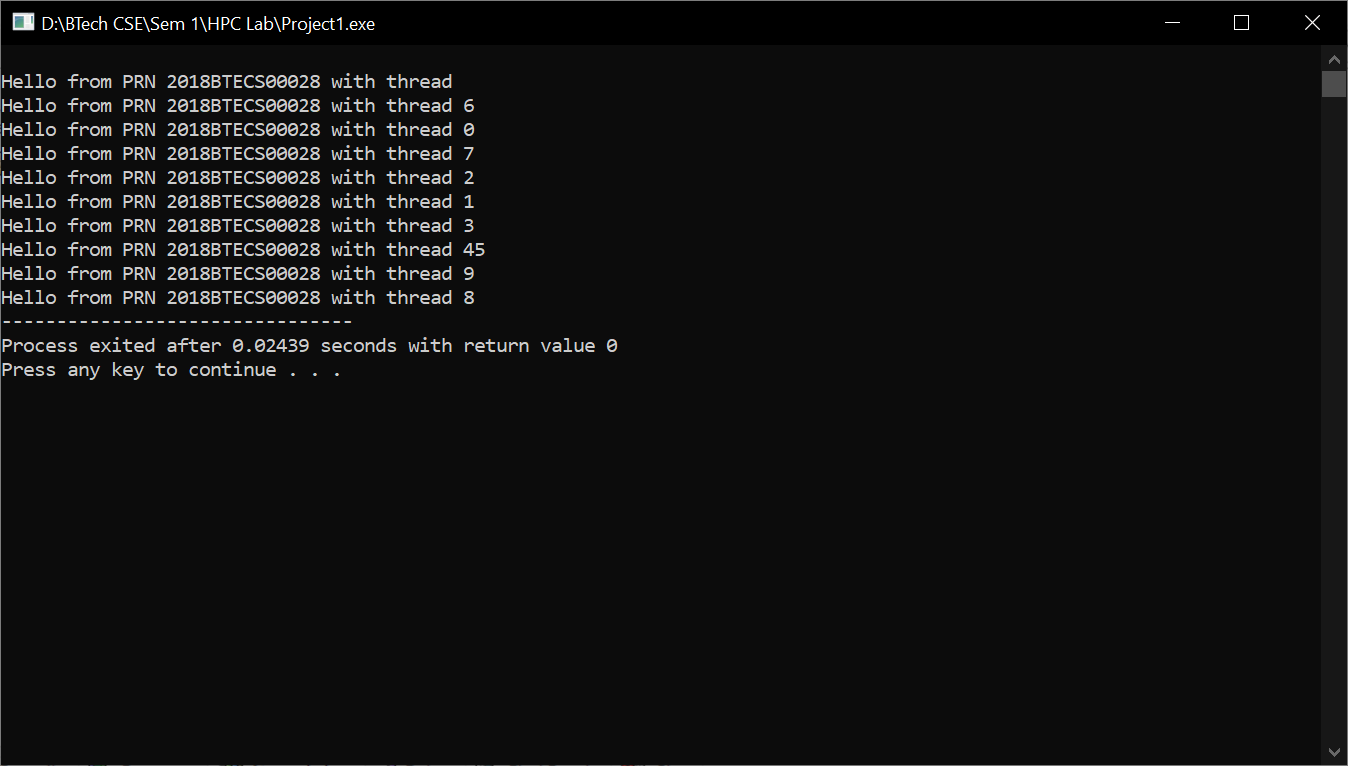 D:\BTech CSE\Sem 1\HPC Lab\Project1.exe
Hello from PRN 2018BTECS00028 with thread
Hello from PRN 2018BTECS00028 with thread 6
Hello from PRN 2018BTECS00028 with thread 0
Hello from PRN 2018BTECS00028 with thread 7
Hello from PRN 2018BTECS00028 with thread 2
Hello from PRN 2018BTECS00028 with thread 1
Hello from PRN 2018BTECS00028 with thread 3
Hello from PRN 2018BTECS00028 with thread 45
Hello from PRN 2018BTECS00028 with thread 9
Hello from PRN 2018BTECS00028 with thread 8
--------------------------------
Process exited after 0.02439 seconds with return value 0
Press any key to continue . . .